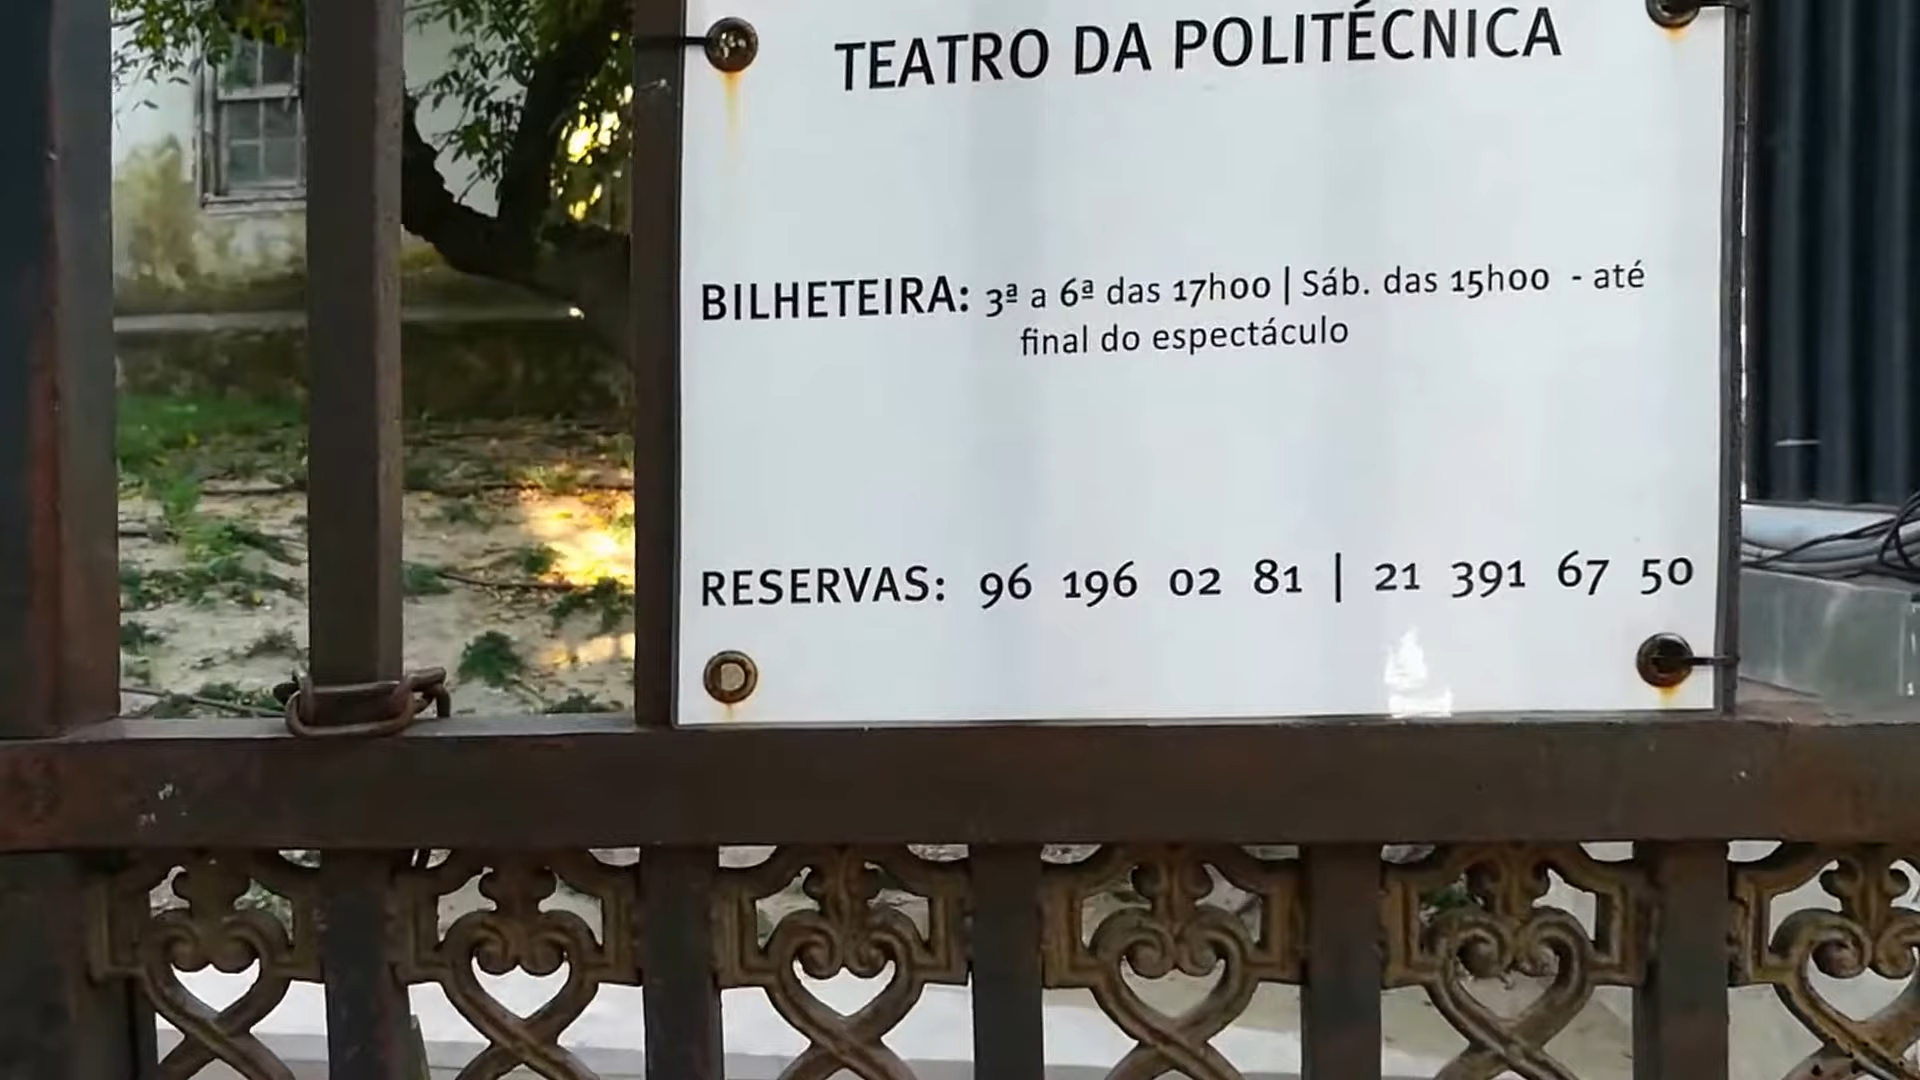 TEATRO DA POLITÉCNICA
BILHETEIRA: 3ª a 6ª das 17h00 | Sáb. das 15h00 - até
final do espectáculo
RESERVAS: 96 196 02 81 | 21 391 67 50